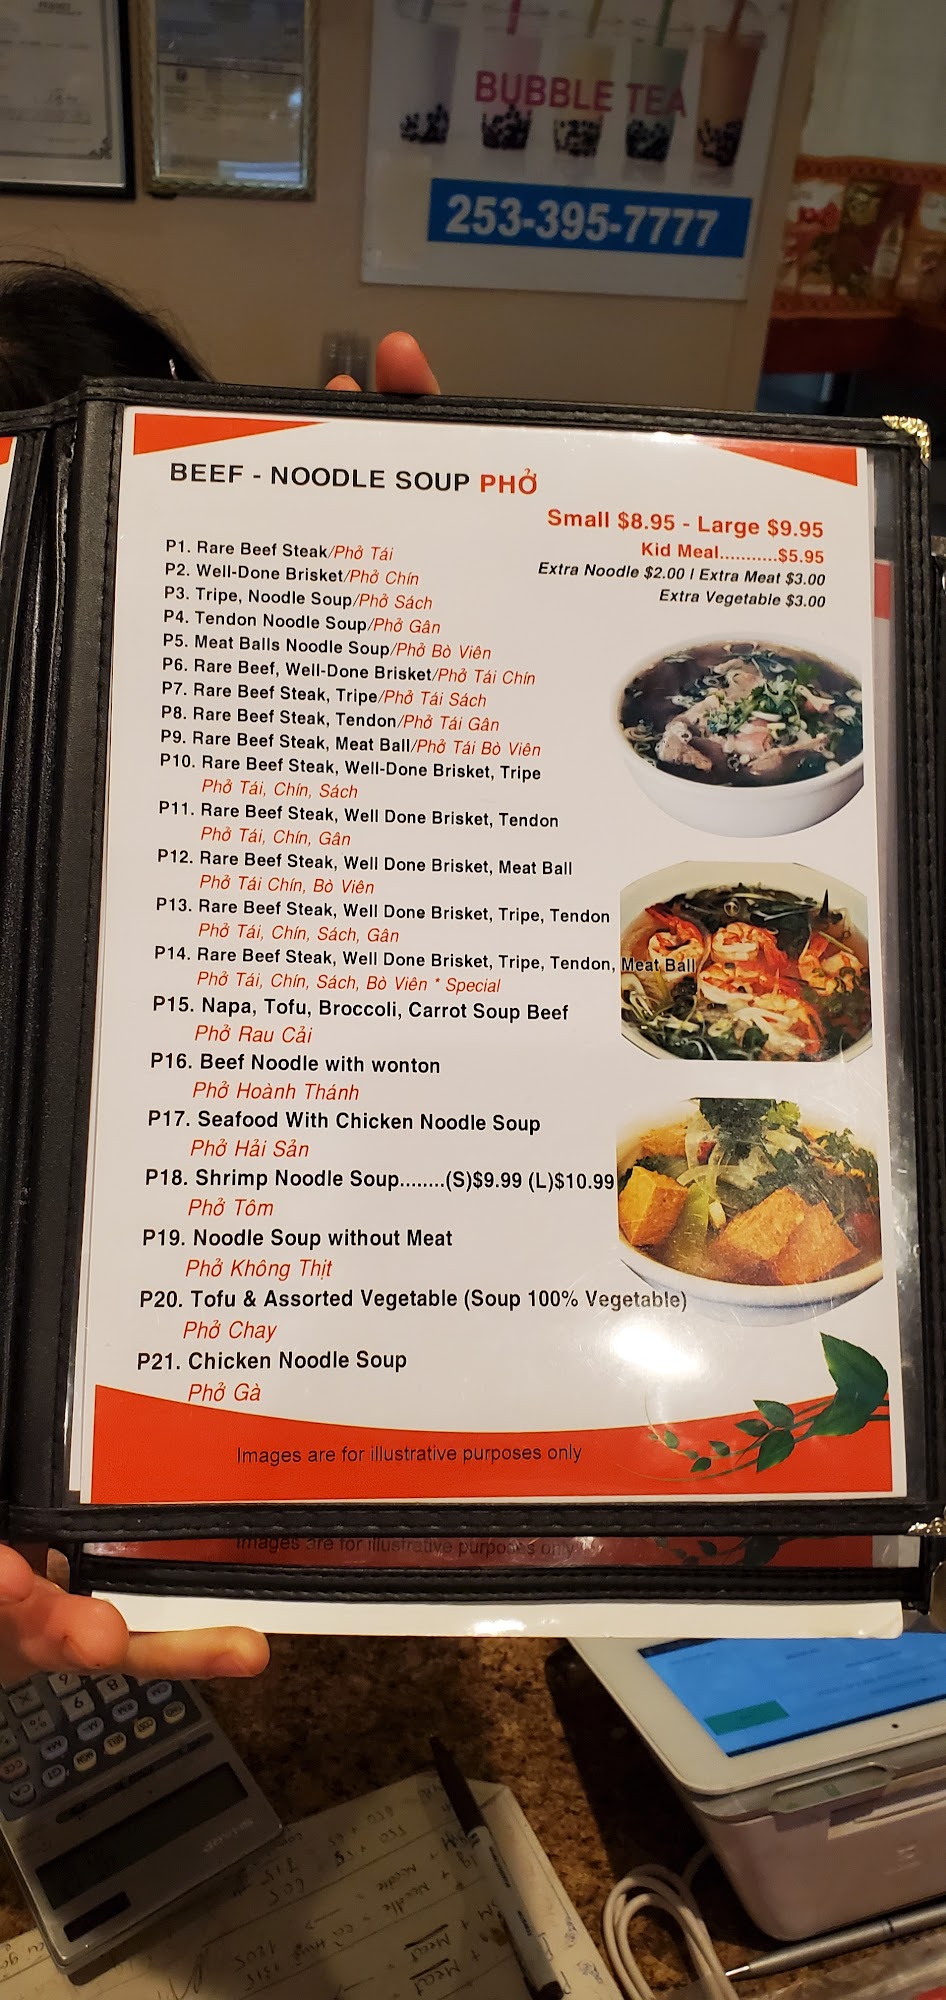 BUBBLE TEA
253-395-7777
BEEF - NOODLE SOUP PHỞ
Small $8.95 - Large $9.95
Kid Meal...........$5.95
Extra Noodle $2.00 I Extra Meat $3.00
Extra Vegetable $3.00
P1. Rare Beef Steak/Phở Tái
P2. Well-Done Brisket/Phở Chín
P3. Tripe, Noodle Soup/Phở Sách
P4. Tendon Noodle Soup/Phở Gân
P5. Meat Balls Noodle Soup/Phở Bò Viên
P6. Rare Beef, Well-Done Brisket/Phở Tái Chín
P7. Rare Beef Steak, Tripe/Phở Tái Sách
P8. Rare Beef Steak, Tendon/Phở Tái Gân
P9. Rare Beef Steak, Meat Ball/Phở Tái Bò Viên
P10. Rare Beef Steak, Well-Done Brisket, Tripe
Phở Tái, Chín, Sách
P11. Rare Beef Steak, Well Done Brisket, Tendon
Phở Tái, Chín, Gân
P12. Rare Beef Steak, Well Done Brisket, Meat Ball
Phở Tái Chín, Bò Viên
P13. Rare Beef Steak, Well Done Brisket, Tripe, Tendon
Phở Tái, Chín, Sách, Gân
P14. Rare Beef Steak, Well Done Brisket, Tripe, Tendon, Meat Ball
Phở Tái, Chín, Sách, Bò Viên * Special
P15. Napa, Tofu, Broccoli, Carrot Soup Beef
Phở Rau Cải
P16. Beef Noodle with wonton
Phở Hoành Thánh
P17. Seafood With Chicken Noodle Soup
Phở Hải Sản
P18. Shrimp Noodle Soup........(S)$9.99 (L)$10.99
Phở Tôm
P19. Noodle Soup without Meat
Phở Không Thịt
P20. Tofu & Assorted Vegetable (Soup 100% Vegetable)
Phở Chay
P21. Chicken Noodle Soup
Phở Gà
Images are for illustrative purposes only
Images are for illustrative purposes only